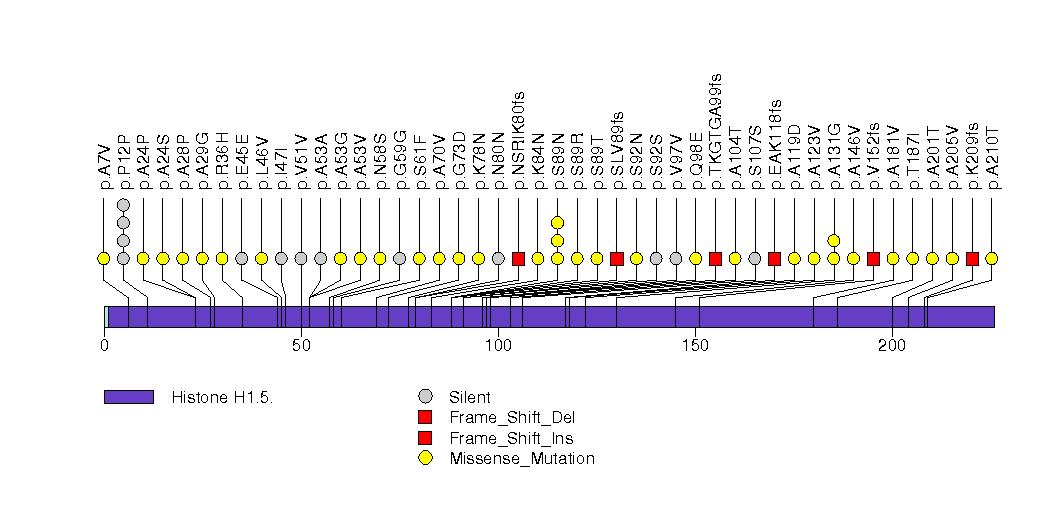 p.A7V
p.P12P
p.A24P
p.A24S
p.A28P
p.A29G
p.R36H
p.E45E
p.L46V
p.I47I
p.V51V
p.A53A
p.A53G
p.A53V
p.N58S
p.G59G
p.S61F
p.A70V
p.G73D
p.K78N
p.N80N
p.NSRIK80fs
p.K84N
p.S89N
p.S89R
p.S89T
p.SLV89fs
p.S92N
p.S92S
p.V97V
p.Q98E
p.TKGTGA99fs
p.A104T
p.S107S
p.EAK118fs
p.A119D
p.A123V
p.A131G
p.A146V
p.V152fs
p.A181V
p.T187I
p.A201T
p.A205V
p.K209fs
p.A210T
0 50 100 150 200
Histone H1.5.
Silent
Frame_Shift_Del
Frame_Shift_Ins
Missense_Mutation